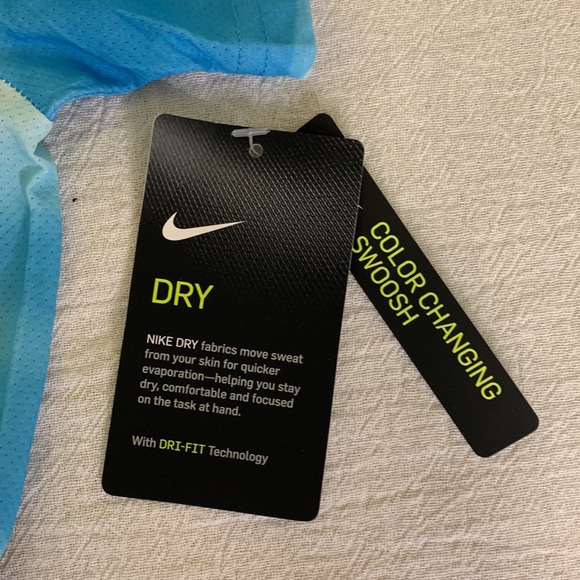 DRY
NIKE DRY fabrics move sweat
from your skin for quicker
evaporation—helping you stay
dry, comfortable and focused
on the task at hand.
With DRI-FIT Technology
COLOR CHANGING
SWOOSH